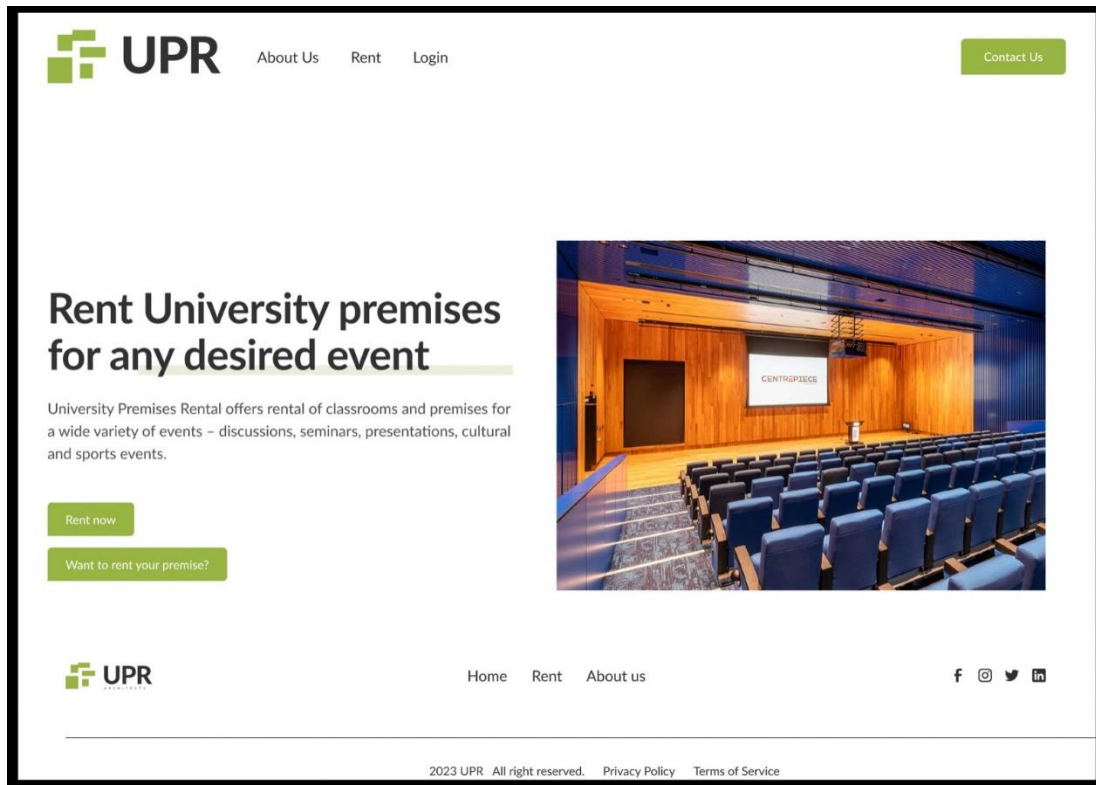 UPR
About Us Rent Login
Contact Us
Rent University premises
for any desired event
University Premises Rental offers rental of classrooms and premises for
a wide variety of events – discussions, seminars, presentations, cultural
and sports events.
Rent now
Want to rent your premise?
CENTREPIECE
UPR
ARCHITECTS
Home Rent About us
2023 UPR All right reserved. Privacy Policy Terms of Service